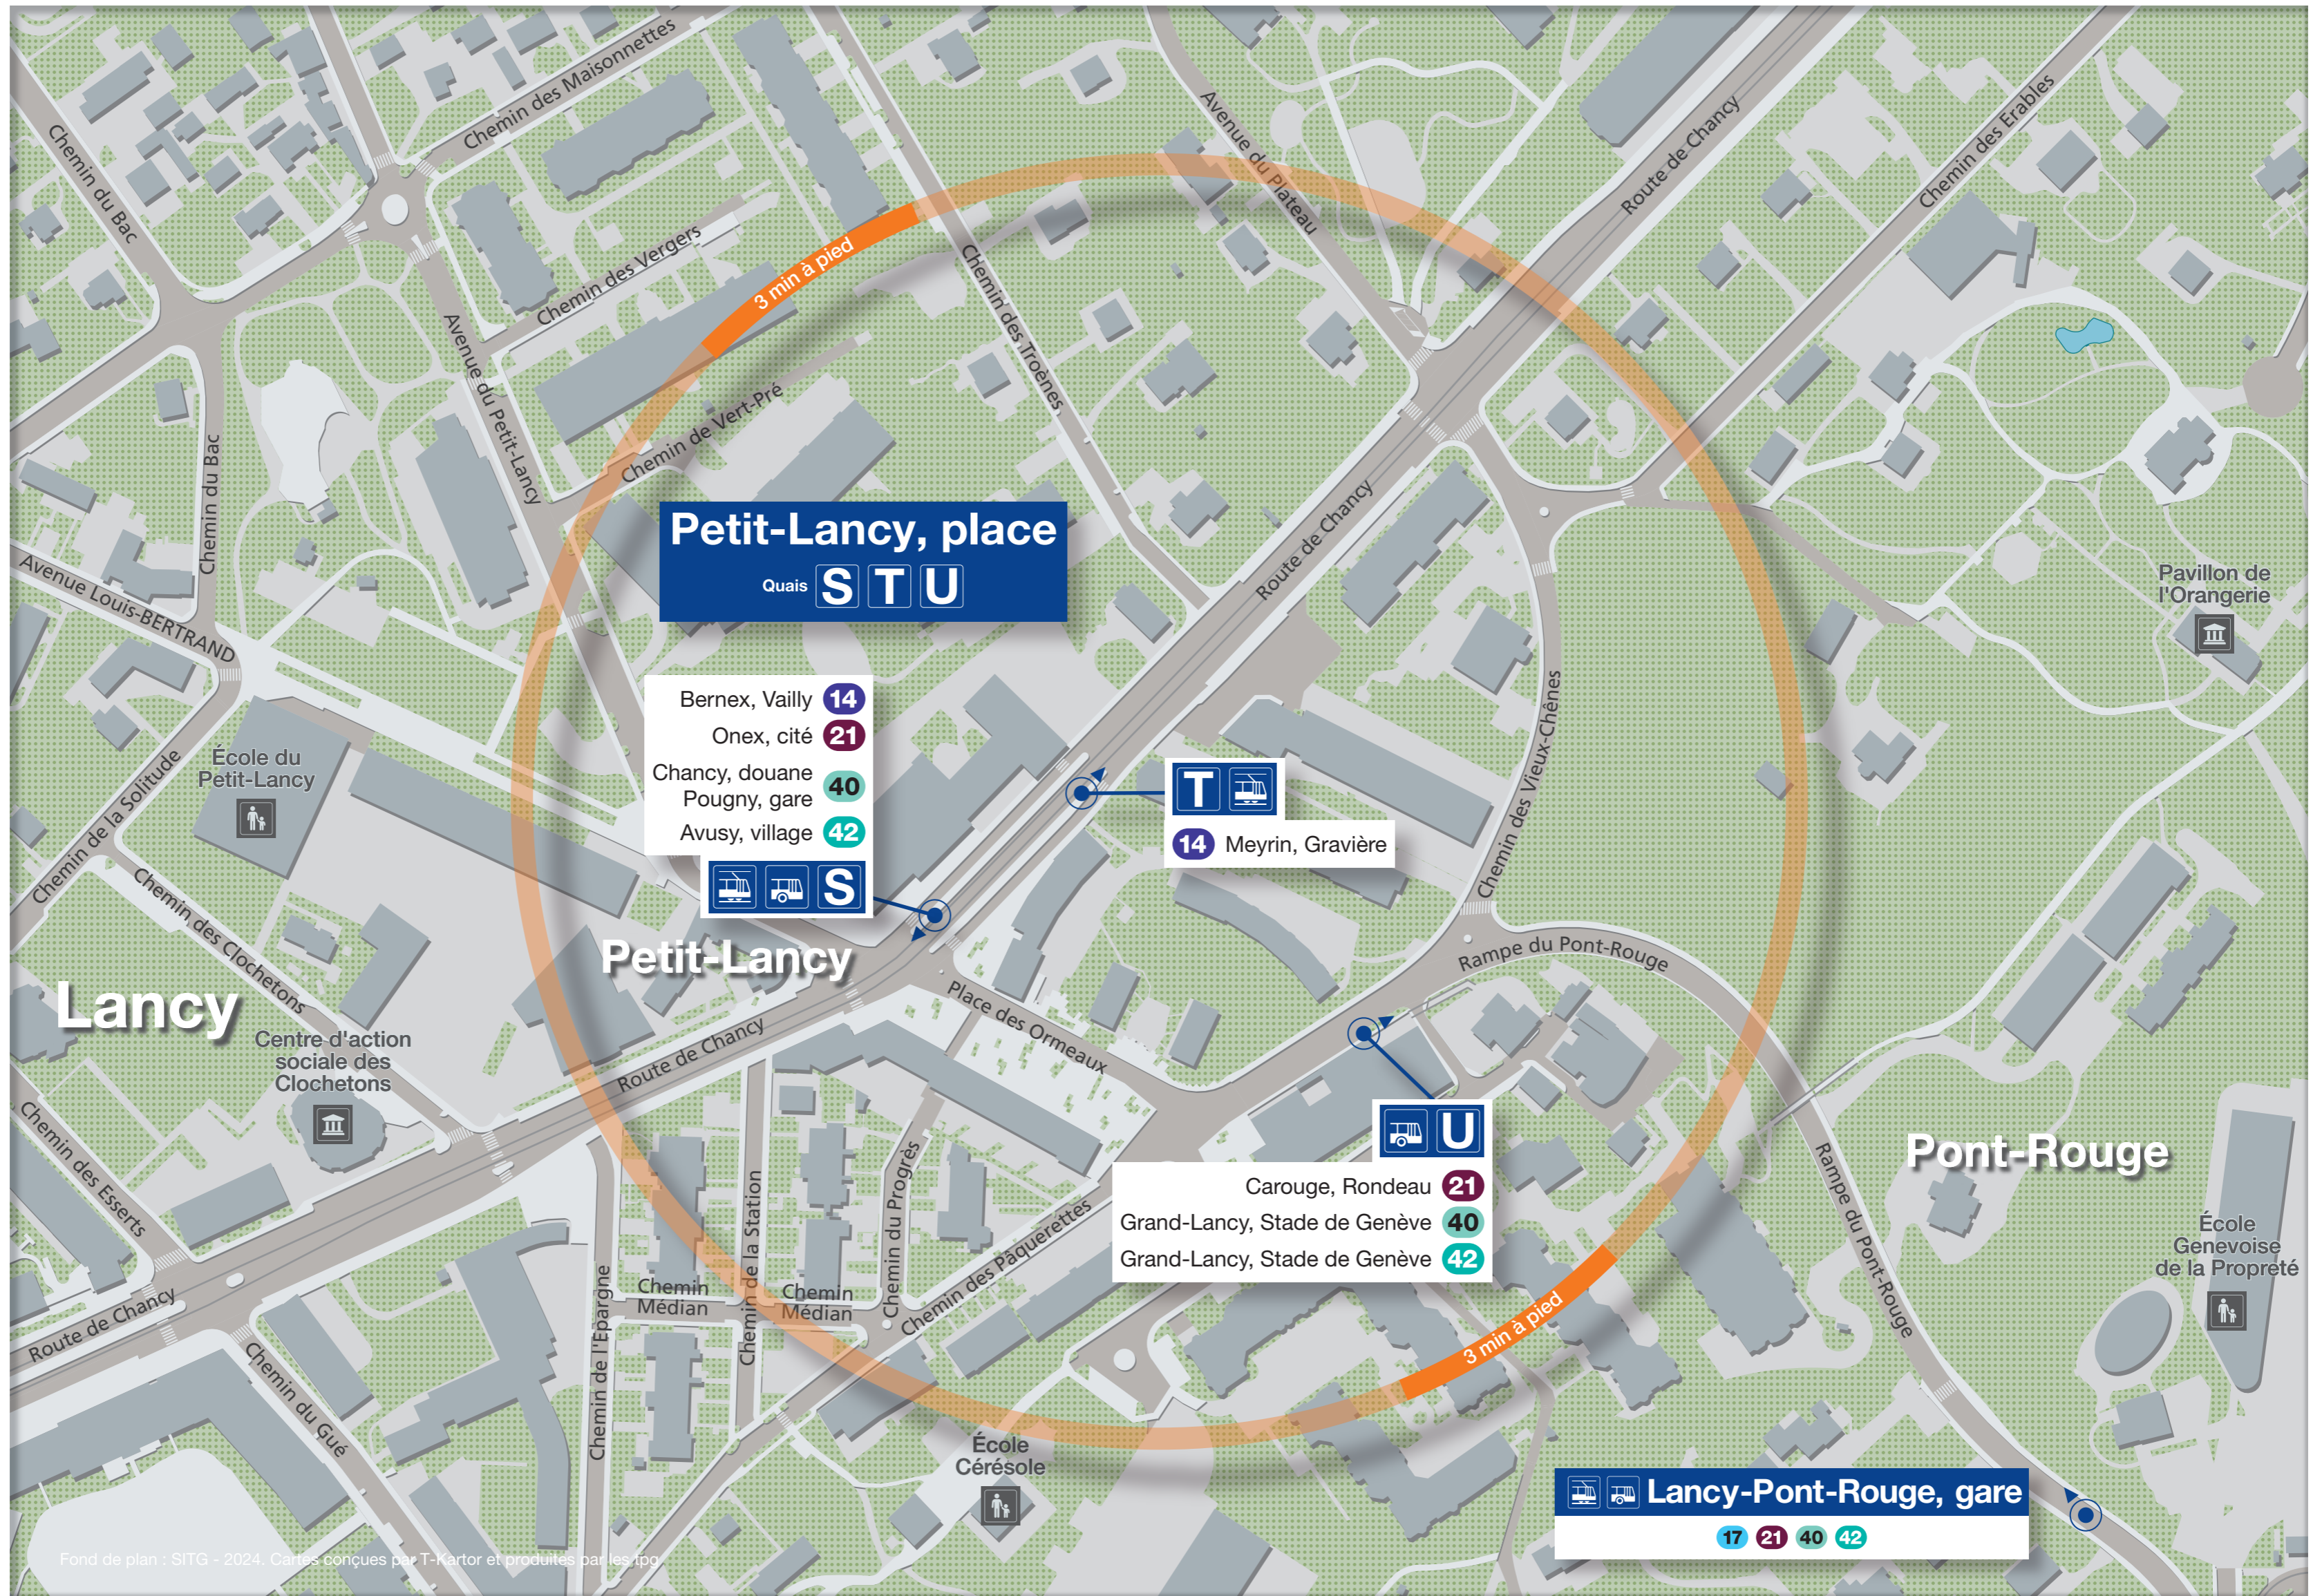 Chemin des Maisonnettes
Chemin du Bac
Avenue du Plateau
Route de Chancy
Chemin des Erables
Chemin des Vergers
3 min à pied
Chemin des Troènes
Avenue du Petit-Lancy
Chemin de Vert-Pré
Chemin du Bac
Route de Chancy
Petit-Lancy, place
Quais S T U
Avenue Louis-BERTRAND
Pavillon de
l'Orangerie
Bernex, Vailly 14
Onex, cité 21
Chancy, douane
Pougny, gare 40
Avusy, village 42
S
T
14 Meyrin, Gravière
Chemin des Vieux-Chênes
École du
Petit-Lancy
Chemin de la Solitude
Chemin des Clochetons
Petit-Lancy
Lancy
Rampe du Pont-Rouge
Place des Ormeaux
Route de Chancy
Centre d'action
sociale des
Clochetons
U
Carouge, Rondeau 21
Grand-Lancy, Stade de Genève 40
Grand-Lancy, Stade de Genève 42
Pont-Rouge
Rampe du Pont-Rouge
Chemin des Esserts
Chemin de la Station
Chemin du Progrès
Chemin des Pâquerettes
École
Genevoise
de la Propreté
Chemin
Médian
Chemin
Médian
Chemin de l'Epargne
Route de Chancy
Chemin du Gué
3 min à pied
École
Cérésole
Lancy-Pont-Rouge, gare
17 21 40 42
Fond de plan : SITG - 2024. Cartes conçues par T-Kartor et produites par les tpg